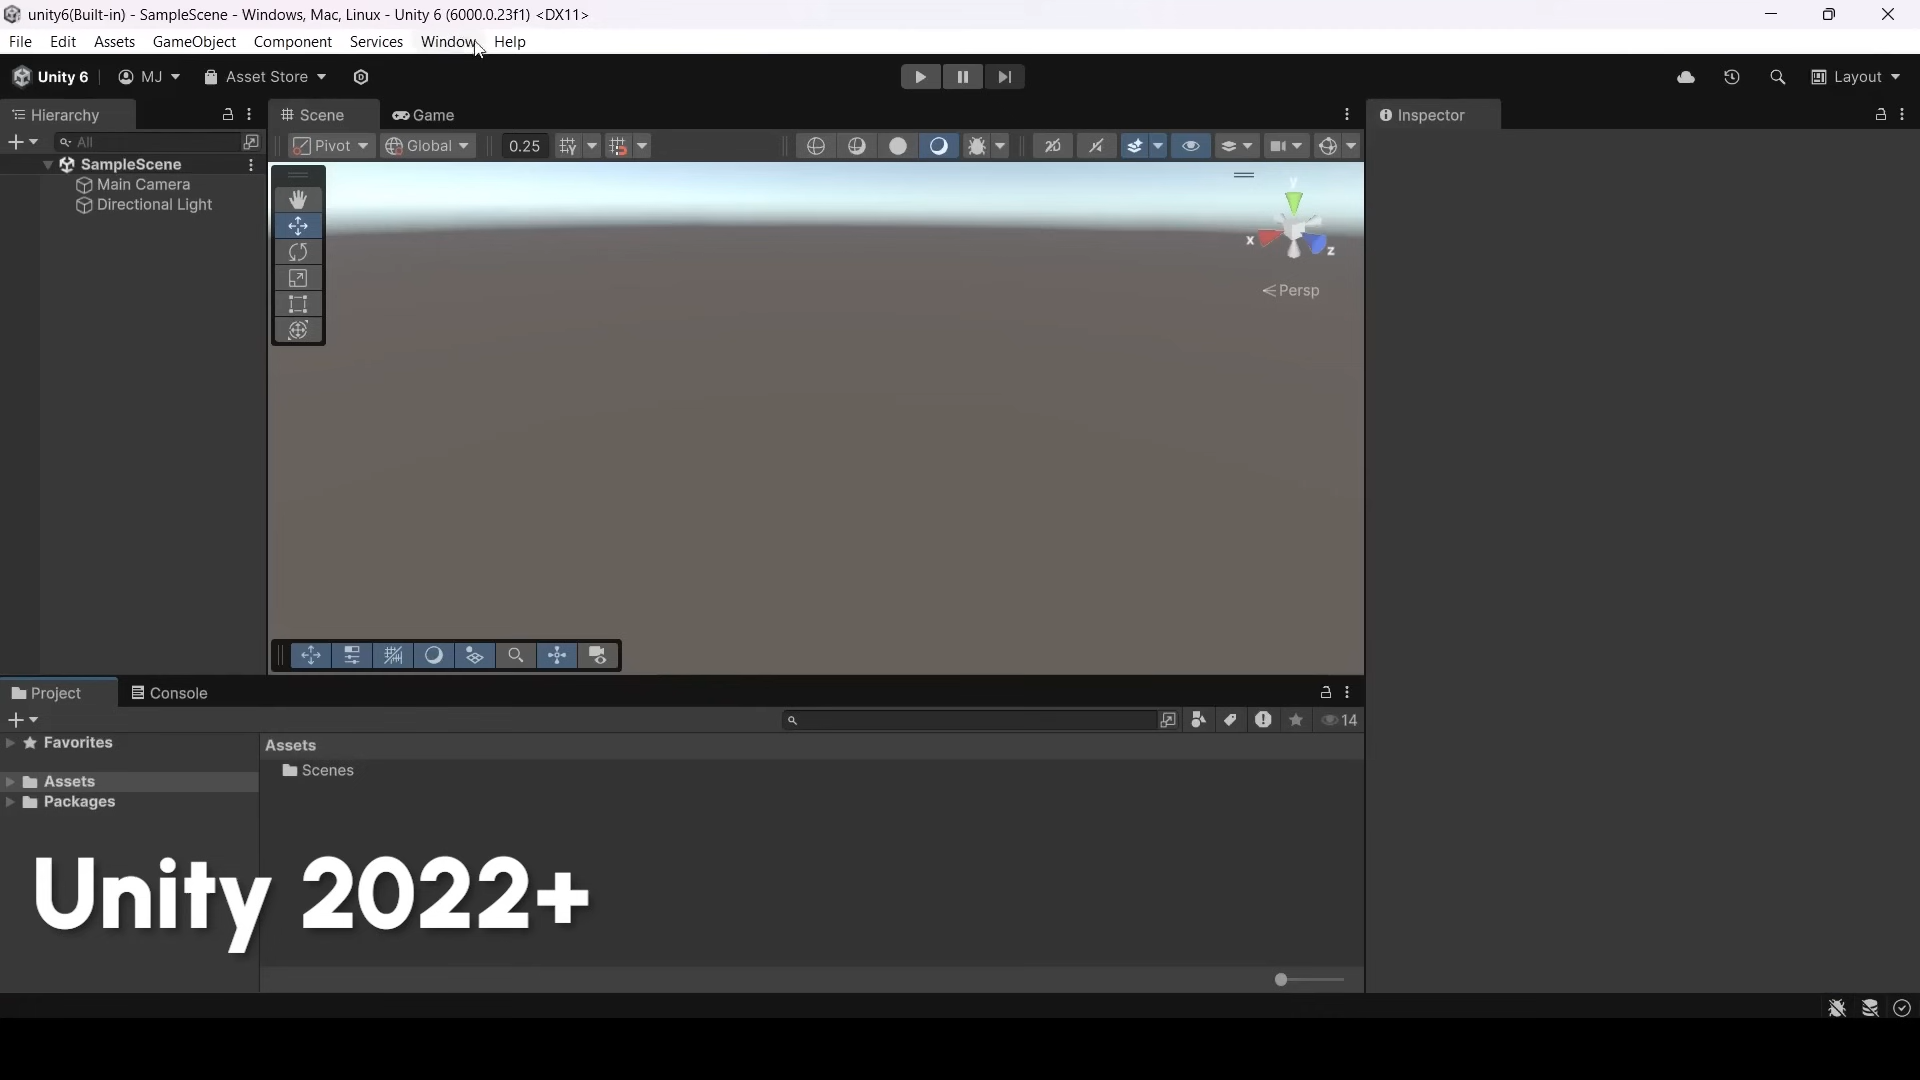 unity6(Built-in) - SampleScene - Windows, Mac, Linux - Unity 6 (6000.0.23f1) <DX11>
File Edit Assets GameObject Component Services Window Help
Unity 6 MJ Asset Store Layout
Hierarchy Scene Game Inspector
All Pivot Global 0.25 2D
SampleScene
Main Camera
Directional Light
y
x z
Persp
Project Console
14
Favorites Assets
Scenes
Assets
Packages
Unity 2022+